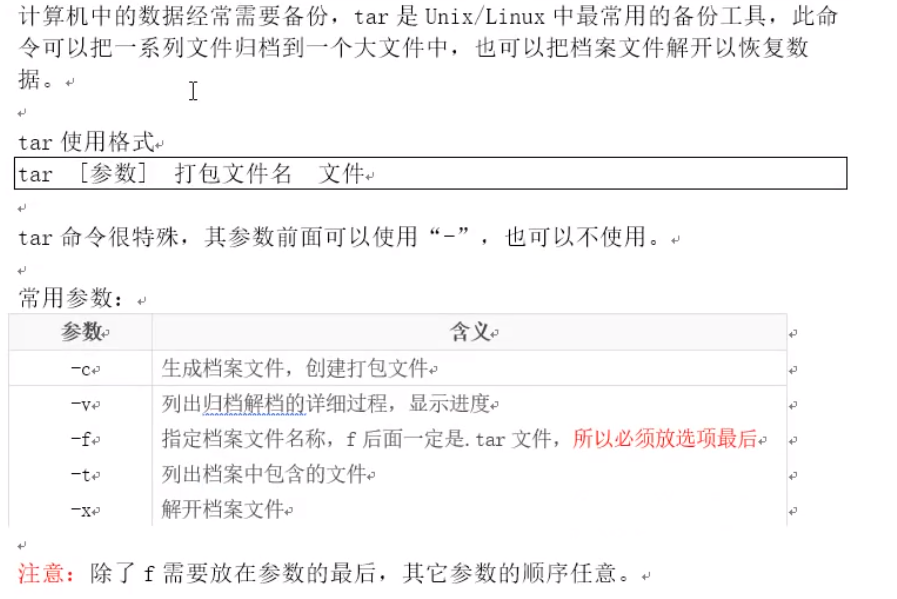 计算机中的数据经常需要备份，tar 是 Unix/Linux 中最常用的备份工具，此命
令可以把一系列文件归档到一个大文件中，也可以把档案文件解开以恢复数
据。
tar 使用格式
tar [参数] 打包文件名 文件
tar 命令很特殊，其参数前面可以使用“-”，也可以不使用。
常用参数：
参数 含义
-c 生成档案文件，创建打包文件
-v 列出归档解档的详细过程，显示进度
-f 指定档案文件名称，f 后面一定是.tar 文件，所以必须放选项最后
-t 列出档案中包含的文件
-x 解开档案文件
注意：除了 f 需要放在参数的最后，其它参数的顺序任意。